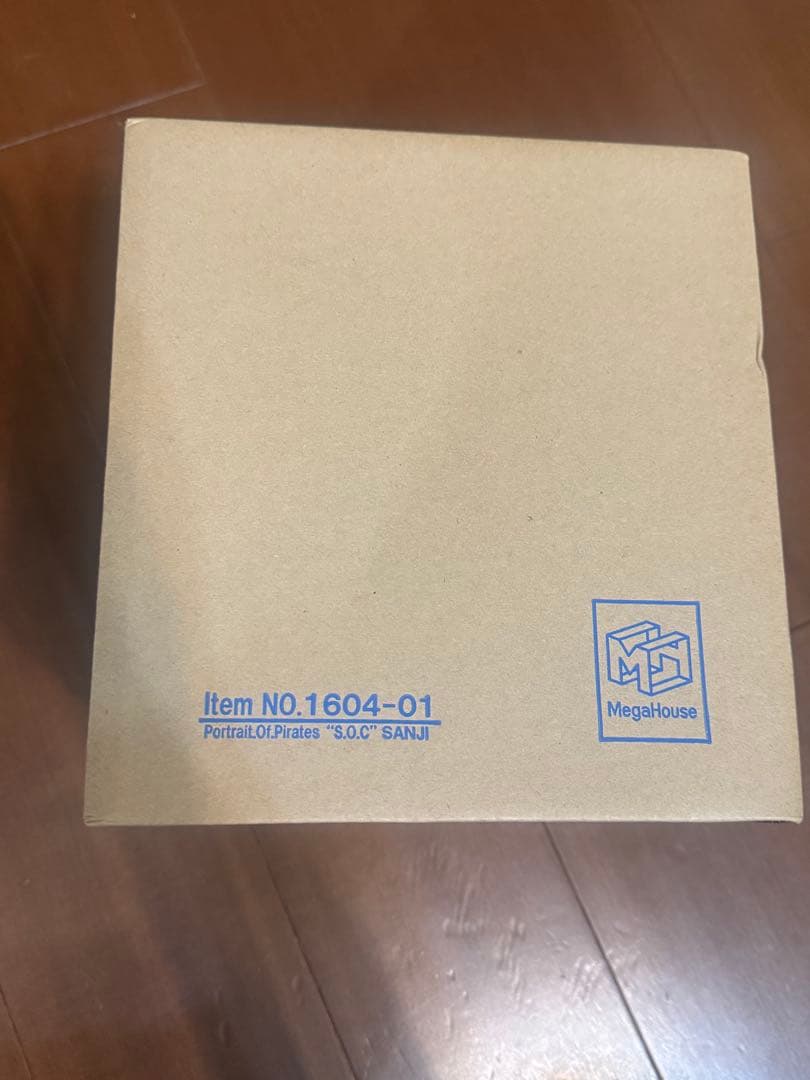 Item NO.1604-01
Portrait.Of.Pirates "S.O.C" SANJI
MegaHouse